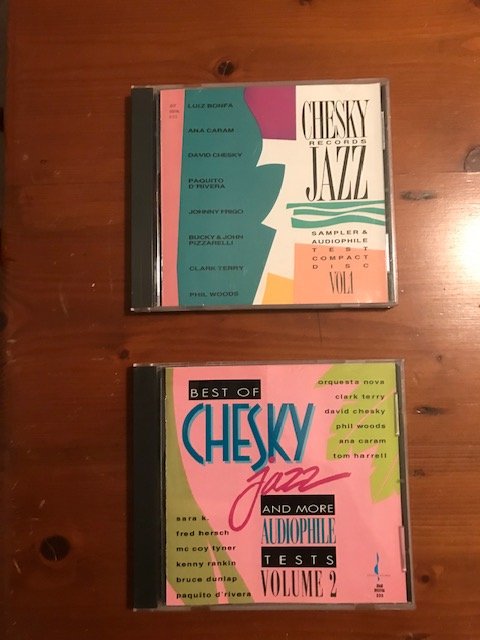 LUIZ BONFA
ANA CARAM
DAVID CHESKY
PAQUITO
D'RIVERA
JOHNNY FRIGO
BUCKY & JOHN
PIZZARELLI
CLARK TERRY
PHIL WOODS
CHESKY
RECORDS
JAZZ
SAMPLER &
AUDIOPHILE
TEST
COMPACT
DISC
VOL1
BEST OF
CHESKY
jazz
AND MORE
AUDIOPHILE
TESTS
VOLUME 2
orquesta nova
clark terry
david chesky
phil woods
ana caram
tom harrell
sara k.
fred hersch
mc coy tyner
kenny rankin
bruce dunlap
paquito d'rivera